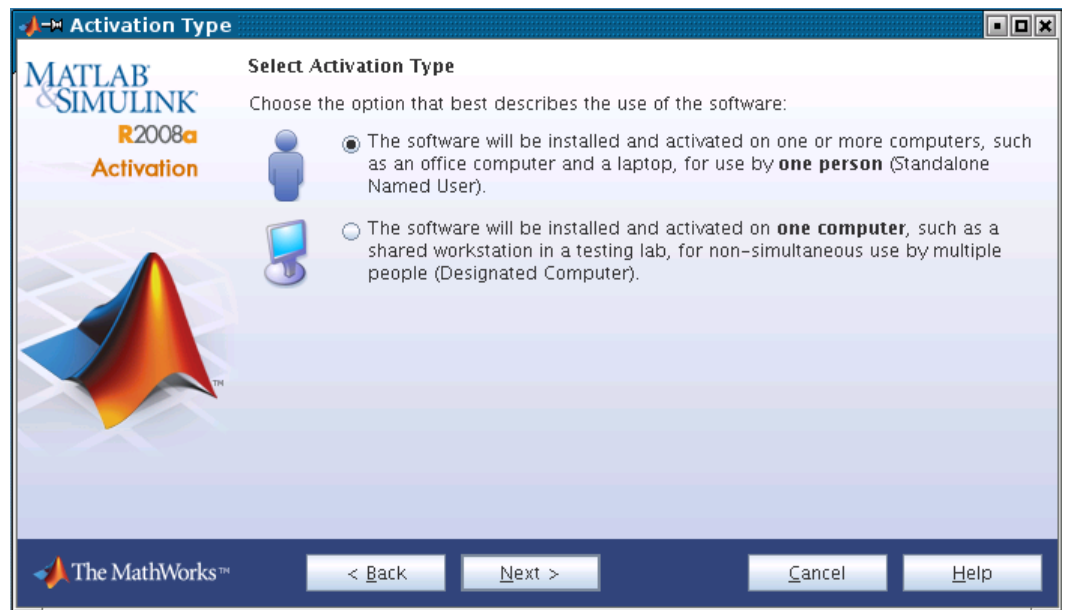 Activation Type
MATLAB®
&SIMULINK®
R2008a
Activation
Select Activation Type
Choose the option that best describes the use of the software:
The software will be installed and activated on one or more computers, such
as an office computer and a laptop, for use by one person (Standalone
Named User).
The software will be installed and activated on one computer, such as a
shared workstation in a testing lab, for non-simultaneous use by multiple
people (Designated Computer).
TM
The MathWorks™
< Back
Next >
Cancel
Help